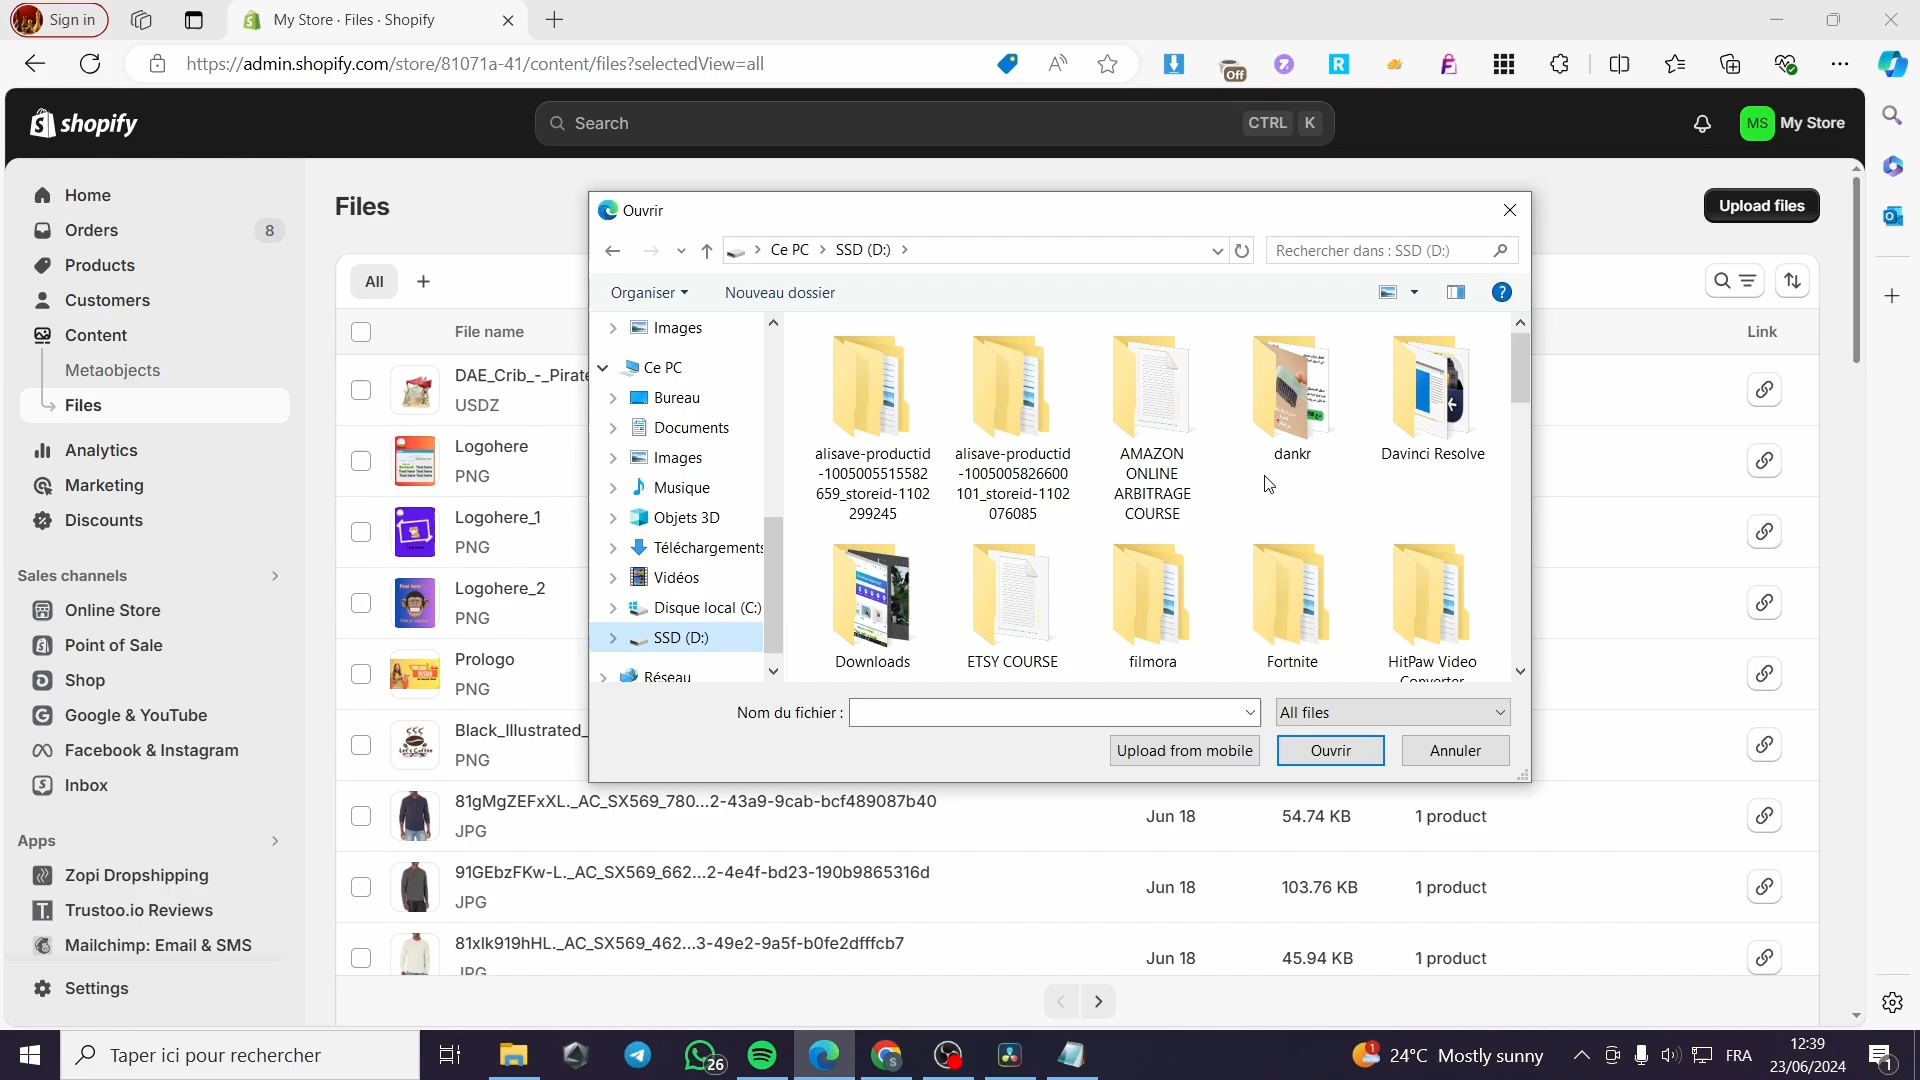 Sign in
My Store · Files · Shopify
https://admin.shopify.com/store/81071a-41/content/files?selectedView=all
Off
shopify
Search
CTRL K
MS My Store
Home
Orders 8
Products
Customers
Content
Metaobjects
Files
Analytics
Marketing
Discounts
Sales channels
Online Store
Point of Sale
Shop
Google & YouTube
Facebook & Instagram
Inbox
Apps
Zopi Dropshipping
Trustoo.io Reviews
Mailchimp: Email & SMS
Settings
Files
Upload files
All
File name
Link
DAE_Crib_-_Pirate
USDZ
Logohere
PNG
Logohere_1
PNG
Logohere_2
PNG
Prologo
PNG
Black_Illustrated_
PNG
81gMgZEFxXL._AC_SX569_780...2-43a9-9cab-bcf489087b40
JPG
Jun 18
54.74 KB
1 product
91GEbzFKw-L._AC_SX569_662...2-4e4f-bd23-190b9865316d
JPG
Jun 18
103.76 KB
1 product
81xlk919hHL._AC_SX569_462...3-49e2-9a5f-b0fe2dfffcb7
JPG
Jun 18
45.94 KB
1 product
Ouvrir
Ce PC > SSD (D:) >
Rechercher dans : SSD (D:)
Organiser
Nouveau dossier
Images
Ce PC
Bureau
Documents
Images
Musique
Objets 3D
Téléchargements
Vidéos
Disque local (C:)
SSD (D:)
Réseau
alisave-productid
-1005005515582
659_storeid-1102
299245
alisave-productid
-1005005826600
101_storeid-1102
076085
AMAZON
ONLINE
ARBITRAGE
COURSE
dankr
Davinci Resolve
Downloads
ETSY COURSE
filmora
Fortnite
HitPaw Video
Converter
Nom du fichier :
All files
Upload from mobile
Ouvrir
Annuler
Taper ici pour rechercher
26
1
24°C Mostly sunny
FRA
12:39
23/06/2024
1